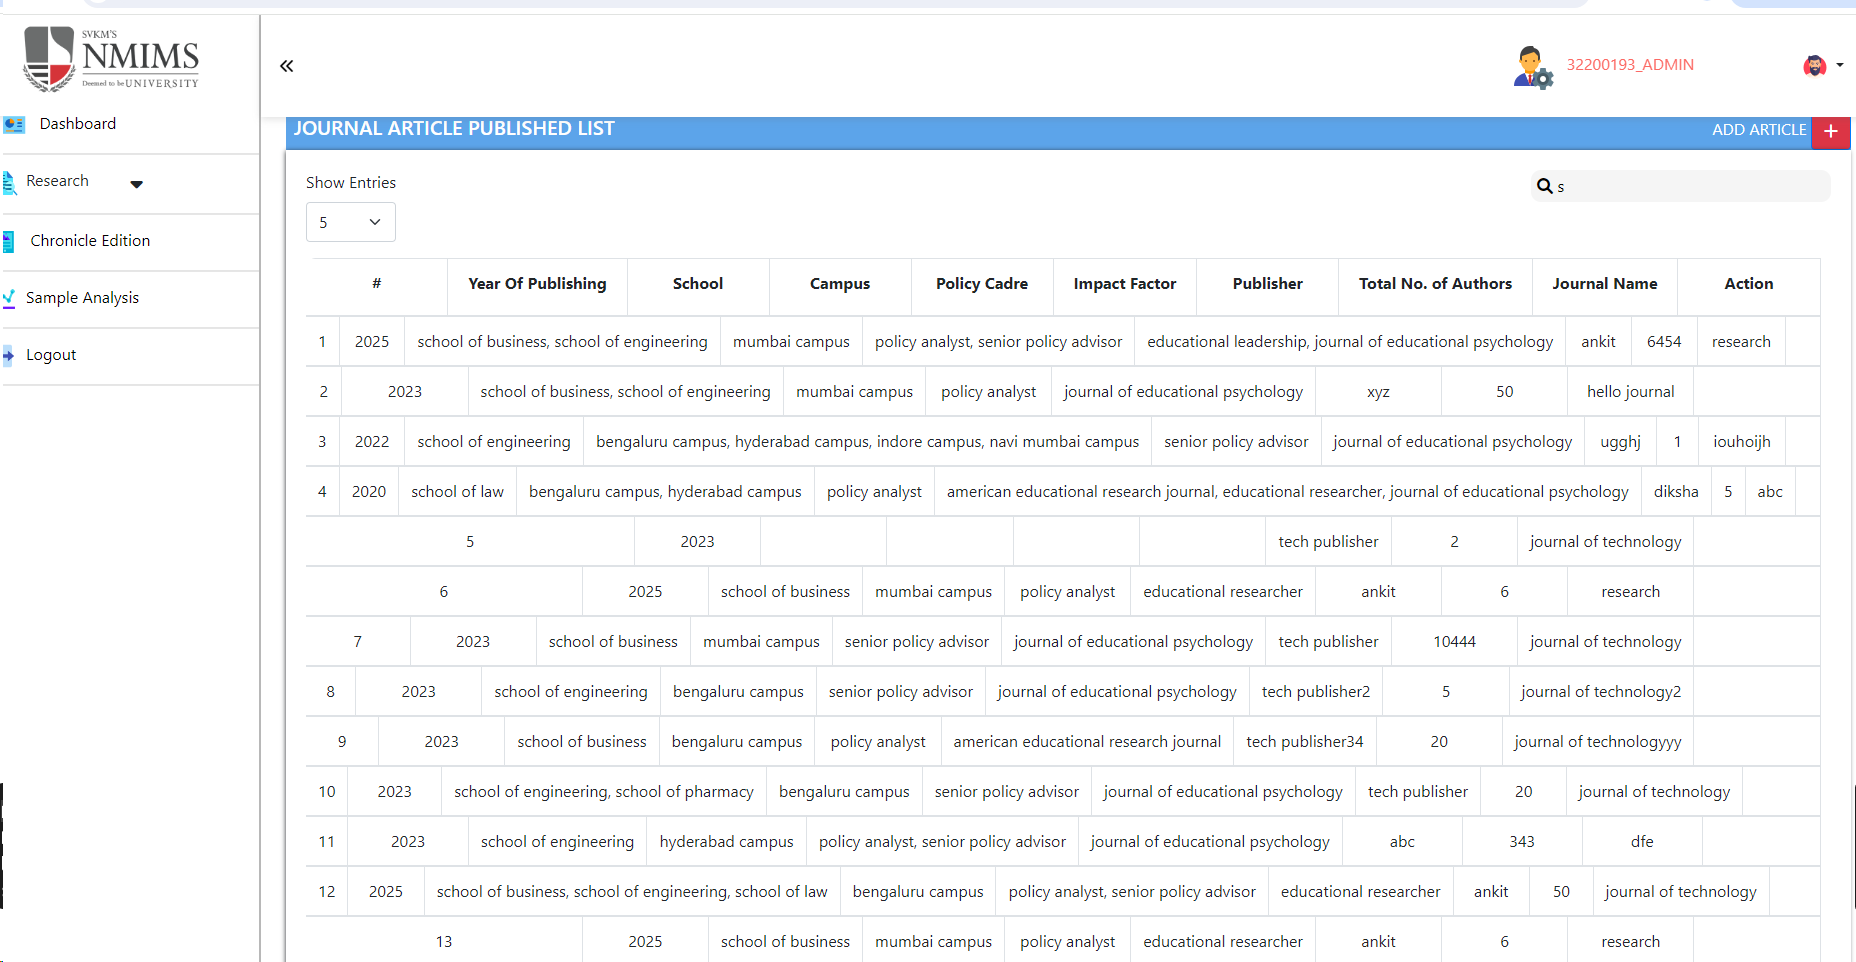 SVKM'S
NMIMS
Deemed to be UNIVERSITY
32200193_ADMIN
Dashboard
Research
Chronicle Edition
Sample Analysis
Logout
JOURNAL ARTICLE PUBLISHED LIST
ADD ARTICLE +
Show Entries
5
s
# Year Of Publishing School Campus Policy Cadre Impact Factor Publisher Total No. of Authors Journal Name Action
1 2025 school of business, school of engineering mumbai campus policy analyst, senior policy advisor educational leadership, journal of educational psychology ankit 6454 research
2 2023 school of business, school of engineering mumbai campus policy analyst journal of educational psychology xyz 50 hello journal
3 2022 school of engineering bengaluru campus, hyderabad campus, indore campus, navi mumbai campus senior policy advisor journal of educational psychology ugghj 1 iouhoijh
4 2020 school of law bengaluru campus, hyderabad campus policy analyst american educational research journal, educational researcher, journal of educational psychology diksha 5 abc
5 2023 tech publisher 2 journal of technology
6 2025 school of business mumbai campus policy analyst educational researcher ankit 6 research
7 2023 school of business mumbai campus senior policy advisor journal of educational psychology tech publisher 10444 journal of technology
8 2023 school of engineering bengaluru campus senior policy advisor journal of educational psychology tech publisher2 5 journal of technology2
9 2023 school of business bengaluru campus policy analyst american educational research journal tech publisher34 20 journal of technologyyy
10 2023 school of engineering, school of pharmacy bengaluru campus senior policy advisor journal of educational psychology tech publisher 20 journal of technology
11 2023 school of engineering hyderabad campus policy analyst, senior policy advisor journal of educational psychology abc 343 dfe
12 2025 school of business, school of engineering, school of law bengaluru campus policy analyst, senior policy advisor educational researcher ankit 50 journal of technology
13 2025 school of business mumbai campus policy analyst educational researcher ankit 6 research